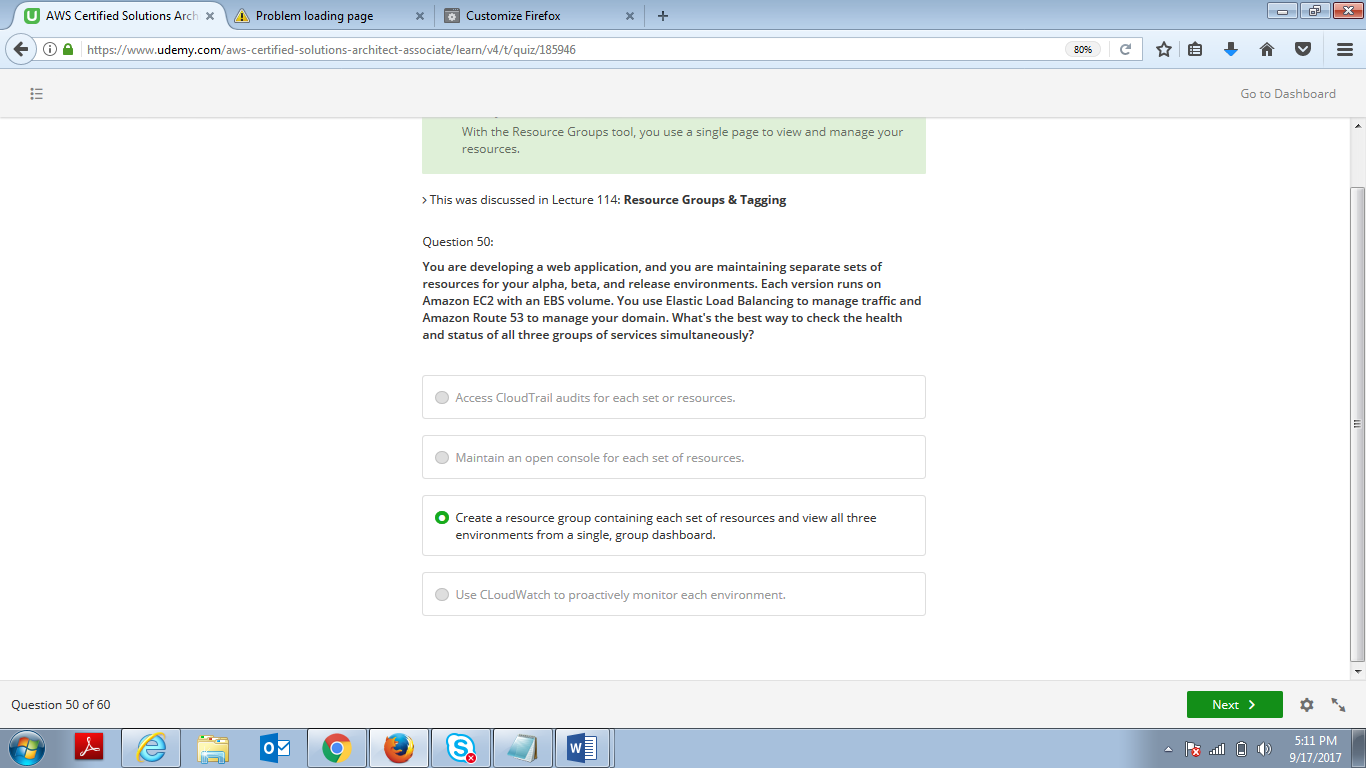 AWS Certified Solutions Arch
Problem loading page
Customize Firefox
https://www.udemy.com/aws-certified-solutions-architect-associate/learn/v4/t/quiz/185946
80%
Go to Dashboard
With the Resource Groups tool, you use a single page to view and manage your
resources.
› This was discussed in Lecture 114: Resource Groups & Tagging
Question 50:
You are developing a web application, and you are maintaining separate sets of
resources for your alpha, beta, and release environments. Each version runs on
Amazon EC2 with an EBS volume. You use Elastic Load Balancing to manage traffic and
Amazon Route 53 to manage your domain. What's the best way to check the health
and status of all three groups of services simultaneously?
Access CloudTrail audits for each set or resources.
Maintain an open console for each set of resources.
Create a resource group containing each set of resources and view all three
environments from a single, group dashboard.
Use CLoudWatch to proactively monitor each environment.
Question 50 of 60
Next
5:11 PM
9/17/2017